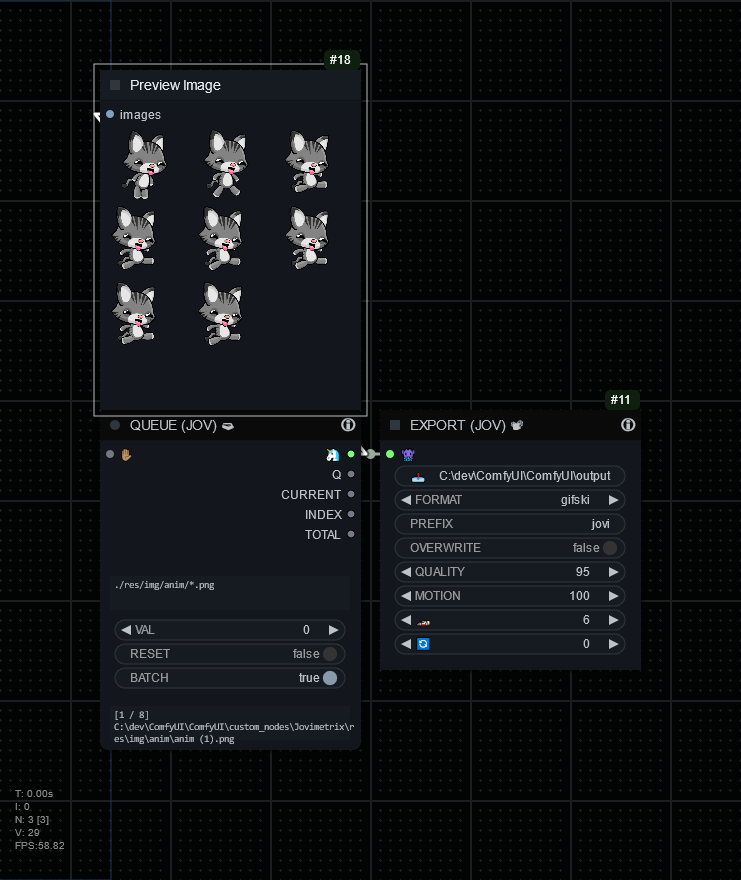 #18
Preview Image
images
#11
QUEUE (JOV)
EXPORT (JOV)
Q
CURRENT
INDEX
TOTAL
./res/img/anim/*.png
VAL 0
RESET false
BATCH true
[1 / 8]
C:\dev\ComfyUI\ComfyUI\custom_nodes\Jovimetrix\r
es\img\anim\anim (1).png
C:\dev\ComfyUI\ComfyUI\output
FORMAT gifski
PREFIX jovi
OVERWRITE false
QUALITY 95
MOTION 100
6
0
T: 0.00s
I: 0
N: 3 [3]
V: 29
FPS:58.82